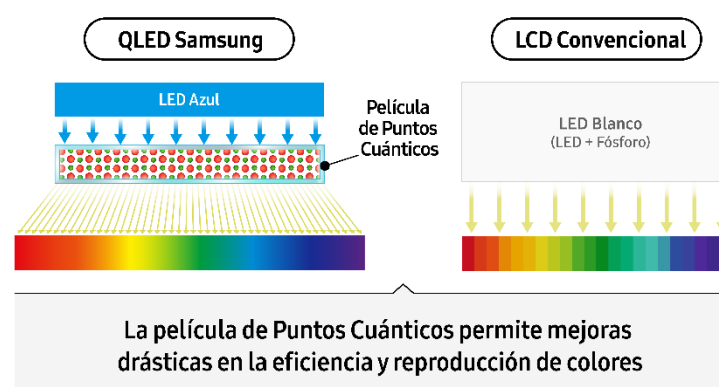 QLED Samsung
LED Azul
Película
de Puntos
Cuánticos
LCD Convencional
LED Blanco
(LED + Fósforo)
La película de Puntos Cuánticos permite mejoras
drásticas en la eficiencia y reproducción de colores